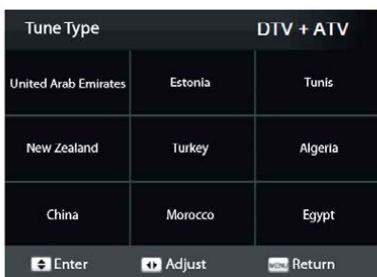 Tune Type DTV + ATV
United Arab Emirates Estonia Tunis
New Zealand Turkey Algeria
China Morocco Egypt
Enter Adjust MENU Return